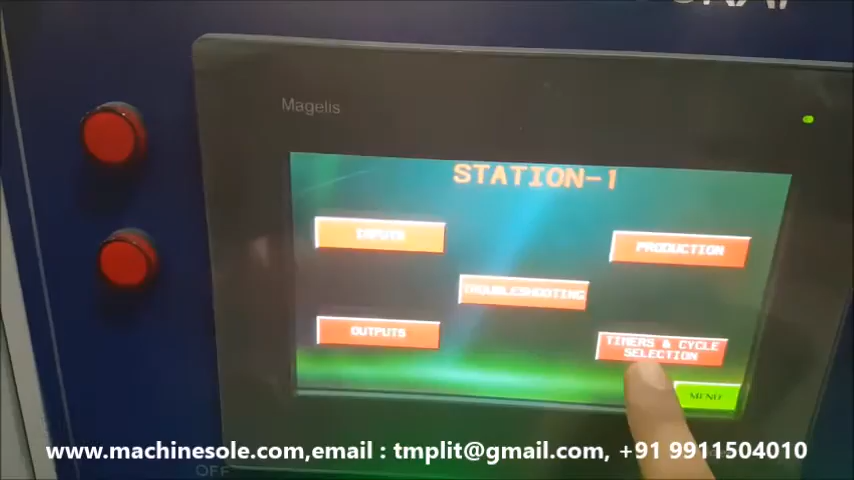 Magelis
STATION-1
INPUTS
PRODUCTION
TROUBLESHOOTING
OUTPUTS
TIMERS & CYCLE
SELECTION
MENU
www.machinesole.com,email : tmplit@gmail.com, +91 9911504010
OFF